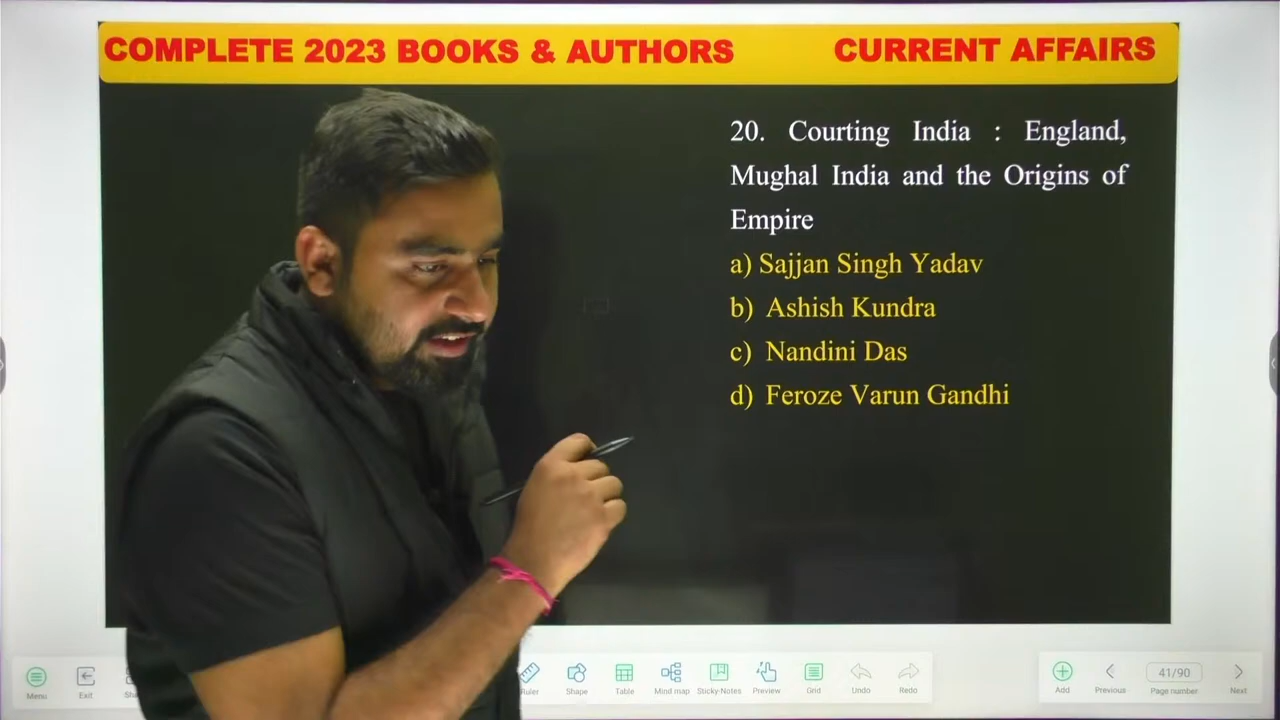 COMPLETE 2023 BOOKS & AUTHORS CURRENT AFFAIRS
20. Courting India : England,
Mughal India and the Origins of
Empire
a) Sajjan Singh Yadav
b) Ashish Kundra
c) Nandini Das
d) Feroze Varun Gandhi
Menu Exit Sha Ruler Shape Table Mind map Sticky-Notes Preview Grid Undo Redo Add Previous 41/90 Page number Next